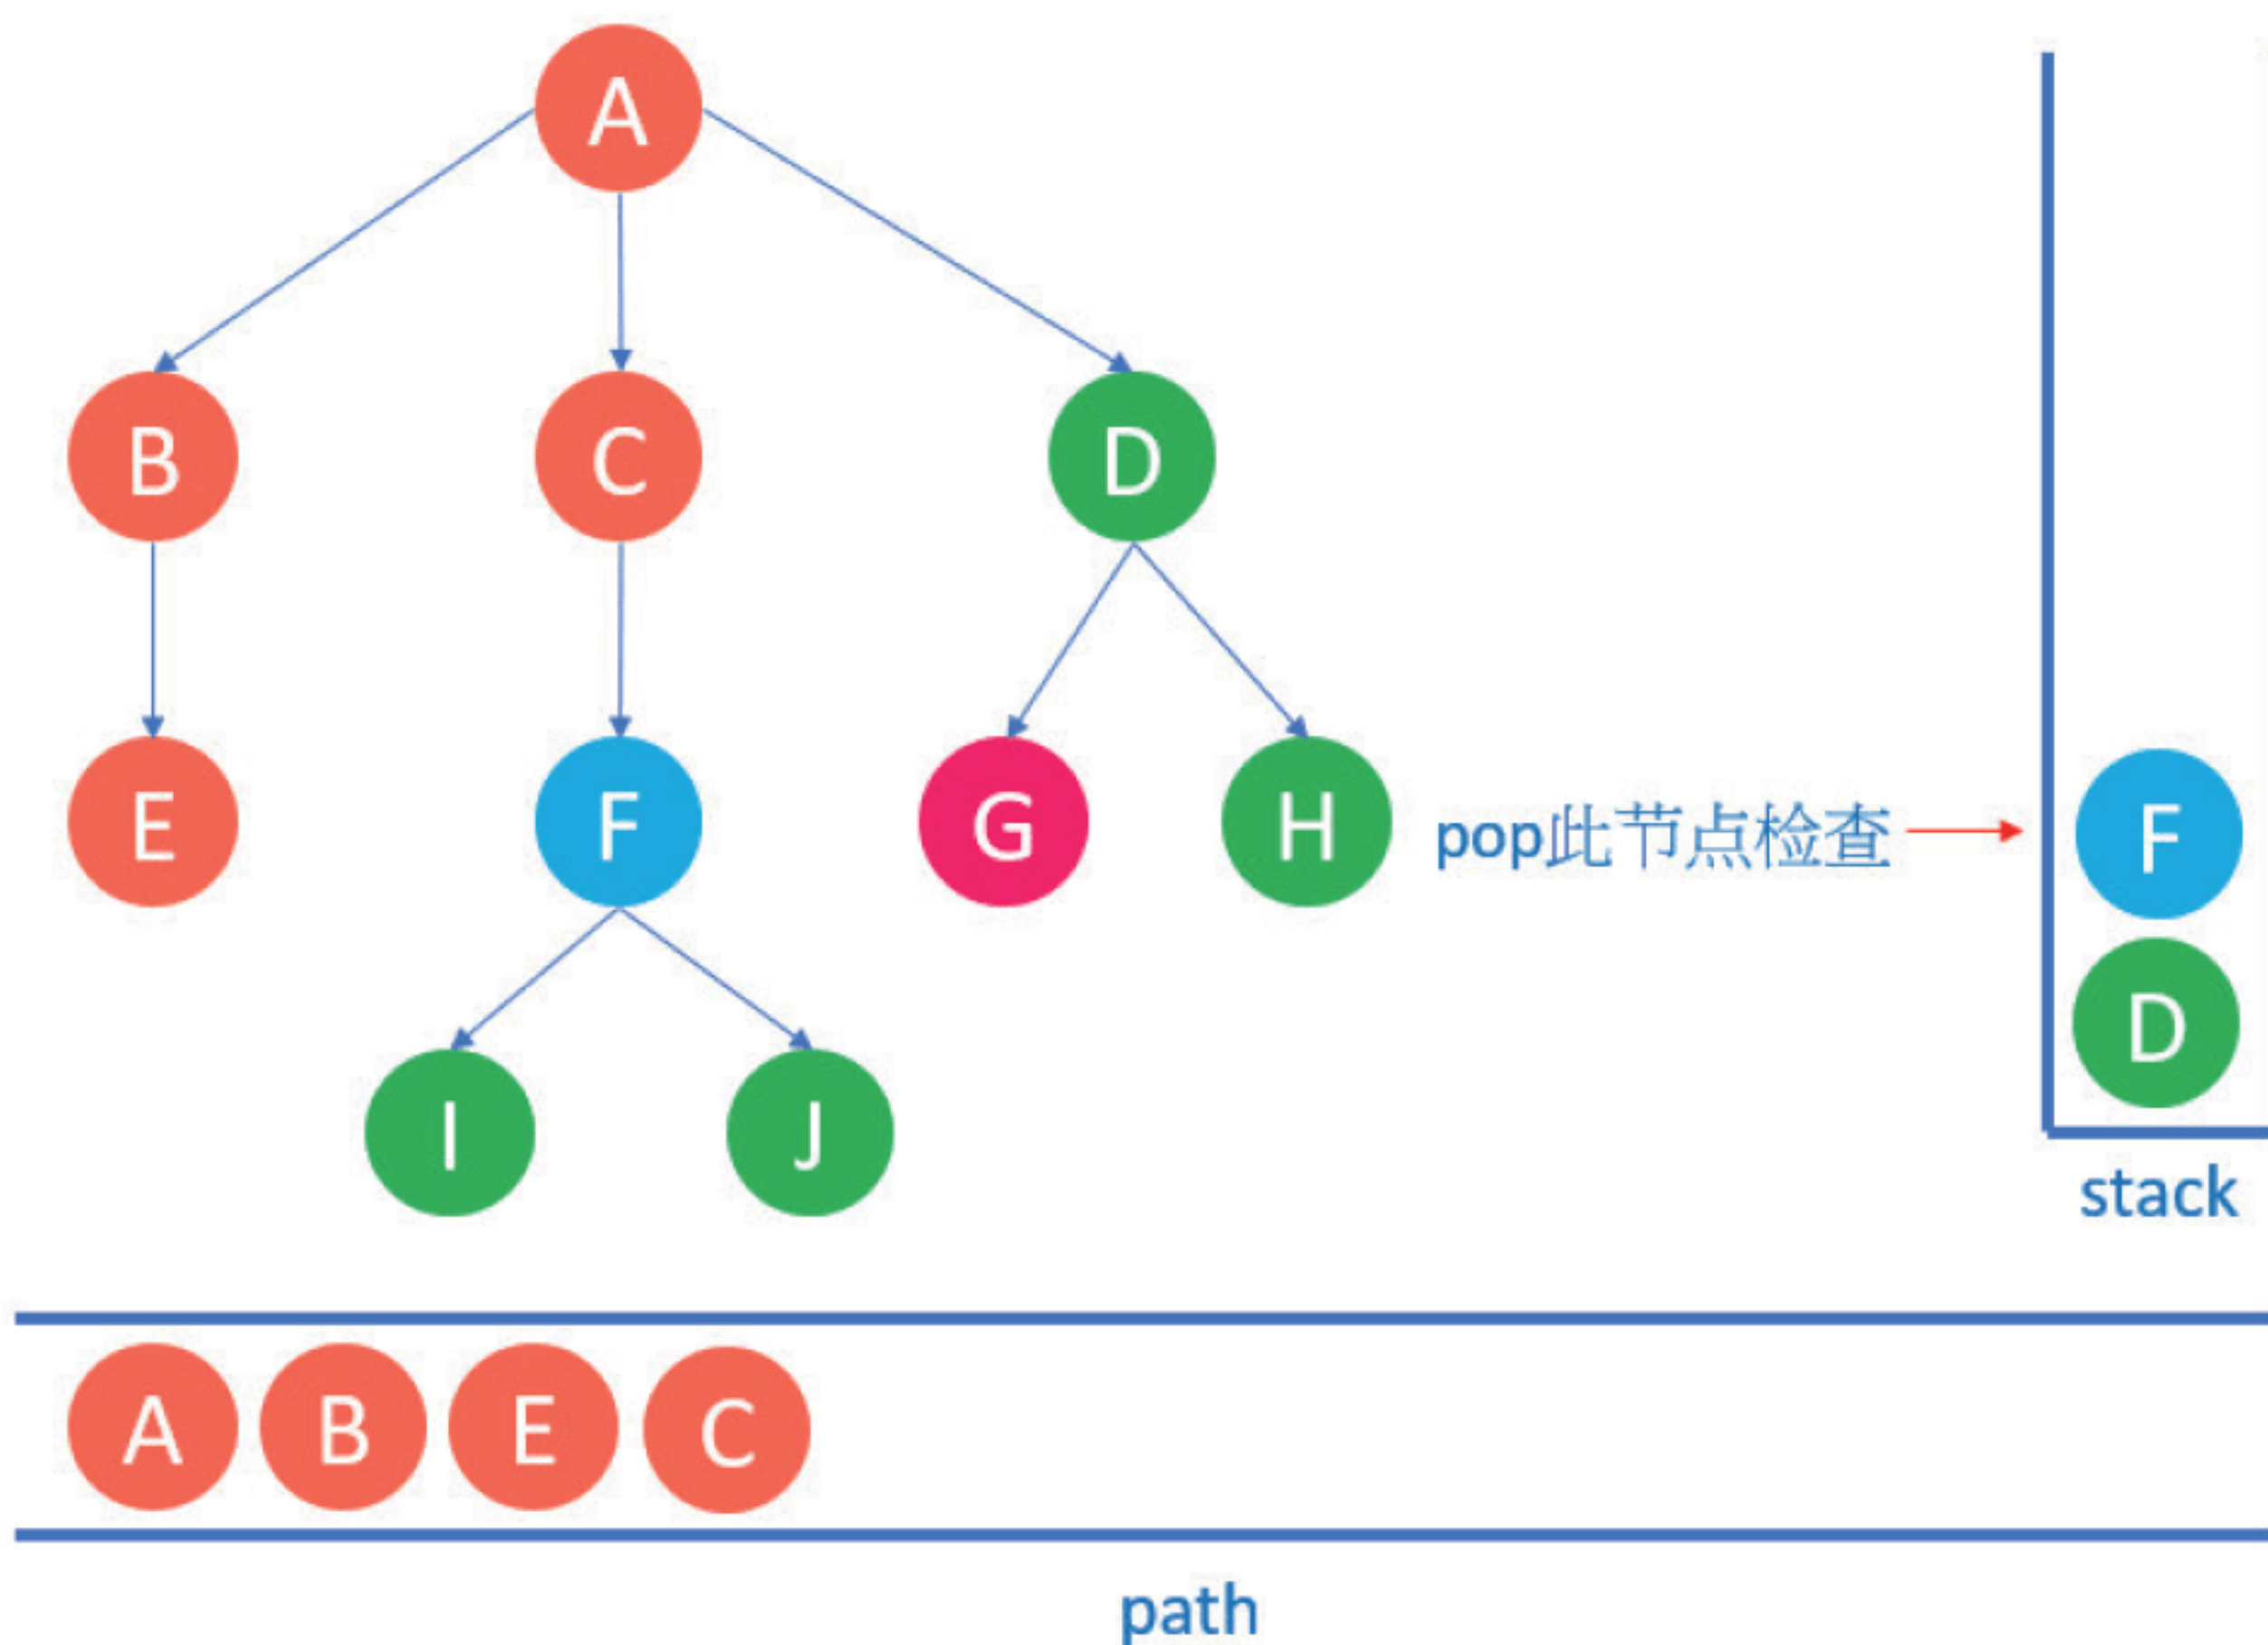 A
B C D
E F G H pop此节点检查 F
D
I J
stack
A B E C
path